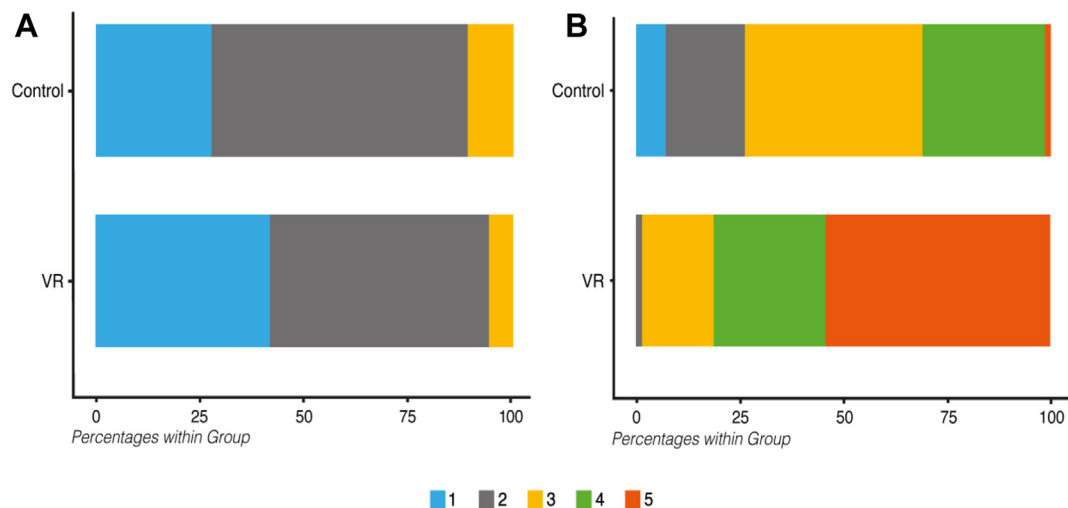 A
Control
VR
0 25 50 75 100
Percentages within Group
B
Control
VR
0 25 50 75 100
Percentages within Group
1 2 3 4 5